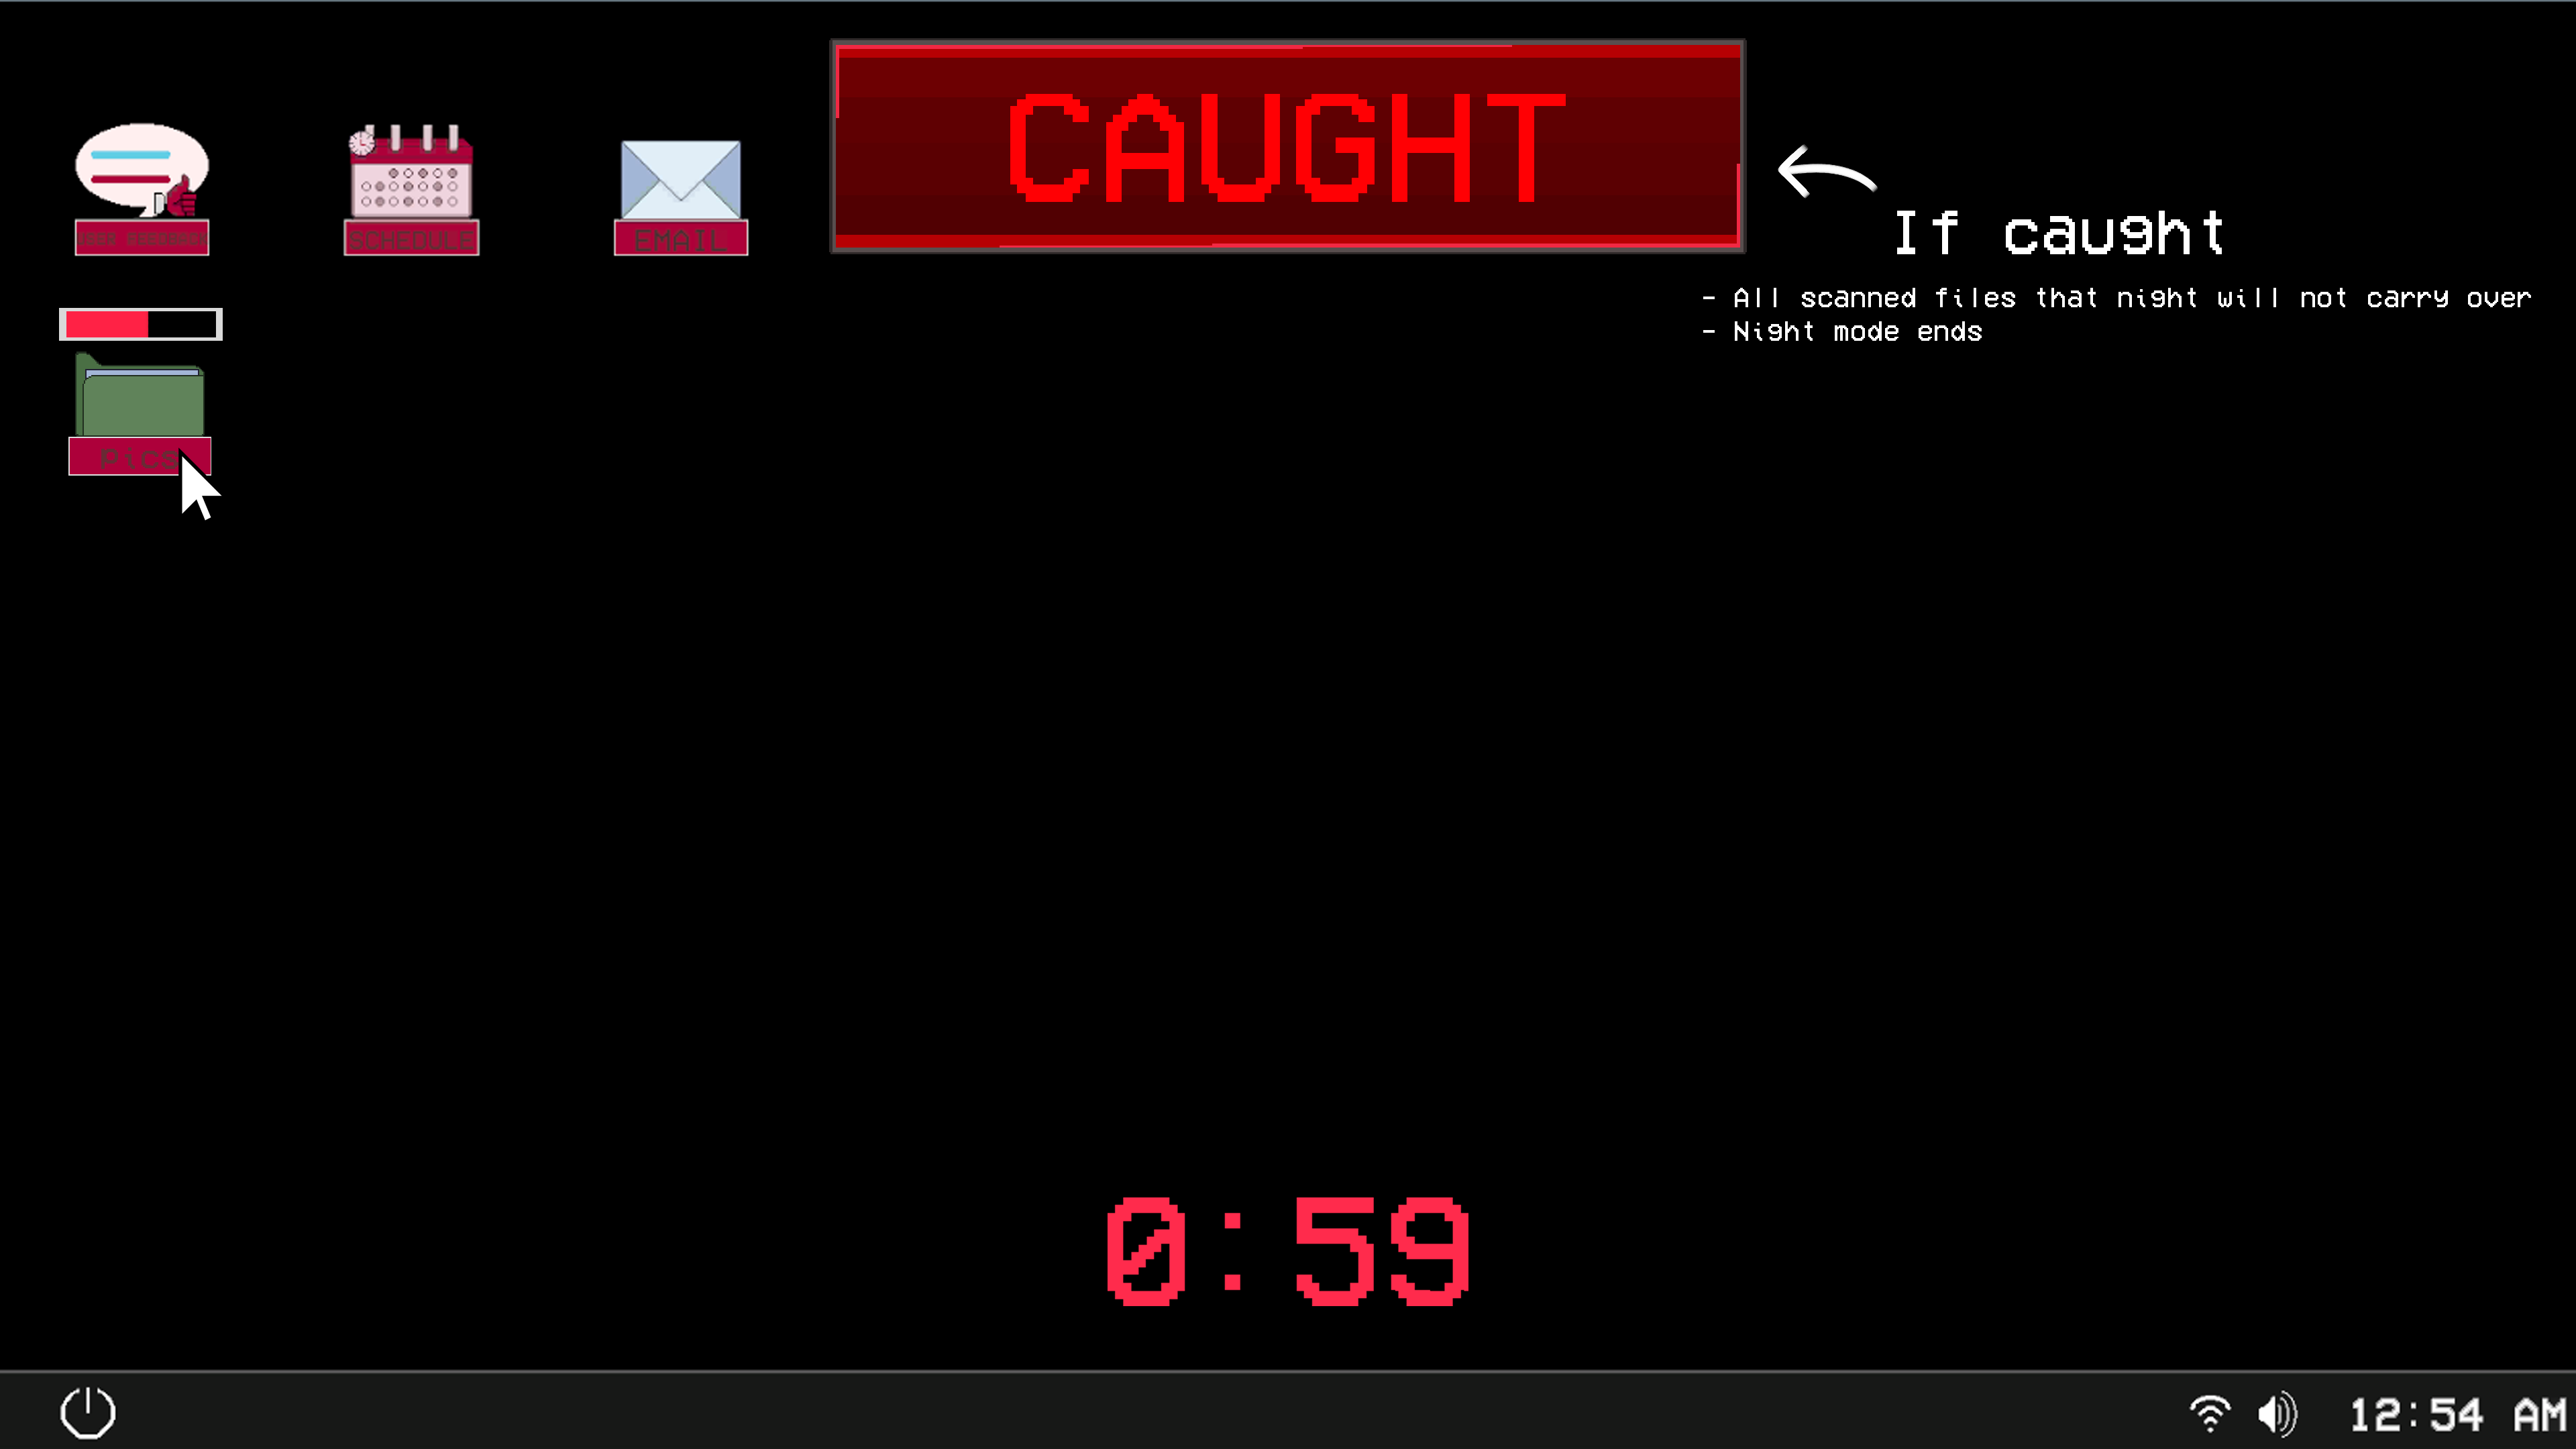 CAUGHT
If caught
- All scanned files that night will not carry over
- Night mode ends
SCHEDULE
EMAIL
Pics
0:59
12:54 AM